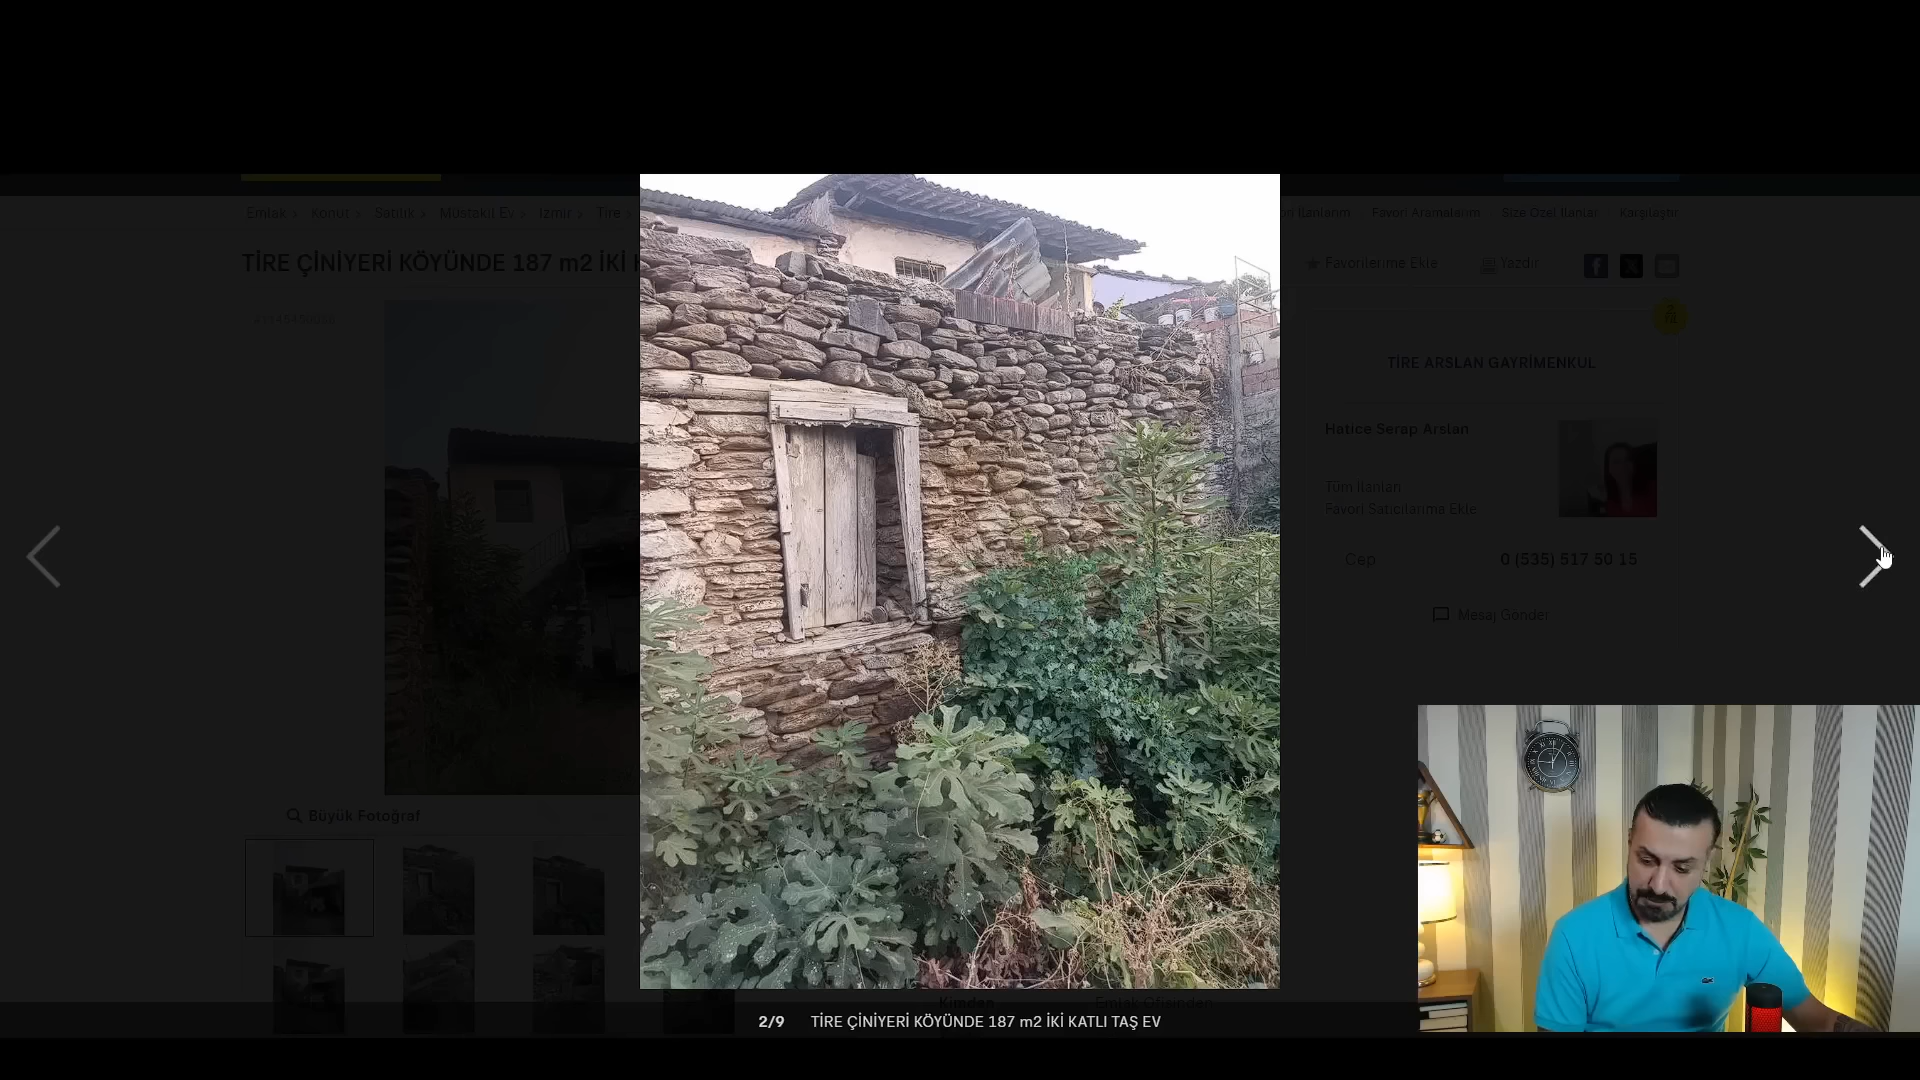 Emlak > Konut > Satılık > Müstakil Ev > İzmir > Tire >
Favori Aramalarım Size Özel İlanlar Karşılaştır
TİRE ÇİNİYERİ KÖYÜNDE 187 m2 İKİ
Favorilerime Ekle Yazdır
TİRE ARSLAN GAYRİMENKUL
Hatice Serap Arslan
Tüm İlanları
Favori Satıcılarıma Ekle
Cep 0 (535) 517 50 15
Mesaj Gönder
Büyük Fotoğraf
Kimden Emlak Ofisinden
2/9 TİRE ÇİNİYERİ KÖYÜNDE 187 m2 İKİ KATLI TAŞ EV